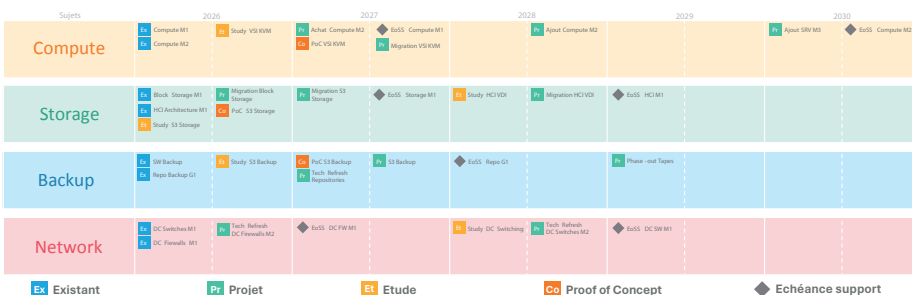 Sujets 2026 2027 2028 2029 2030
Compute
Ex Compute M1
Et Study VSI KVM
Pr Achat Compute M2
EoSS Compute M1
Pr Ajout Compute M2
Pr Ajout SRV M3
EoSS Compute M2
Ex Compute M2
Co PoC VSI KVM
Pr Migration VSI KVM
Storage
Ex Block Storage M1
Pr Migration Block
Storage
Pr Migration S3
Storage
EoSS Storage M1
Et Study HCI VDI
Pr Migration HCI VDI
EoSS HCI M1
Ex HCI Architecture M1
Co PoC S3 Storage
Et Study S3 Storage
Backup
Ex SW Backup
Et Study S3 Backup
Co PoC S3 Backup
Pr S3 Backup
EoSS Repo G1
Pr Phase -out Tapes
Ex Repo Backup G1
Pr Tech Refresh
Repositories
Network
Ex DC Switches M1
Pr Tech Refresh
DC Firewalls M2
EoSS DC FW M1
Et Study DC Switching
Pr Tech Refresh
DC Switches M2
EoSS DC SW M1
Ex DC Fiewalls M1
Ex Existant
Pr Projet
Et Etude
Co Proof of Concept
Echéance support